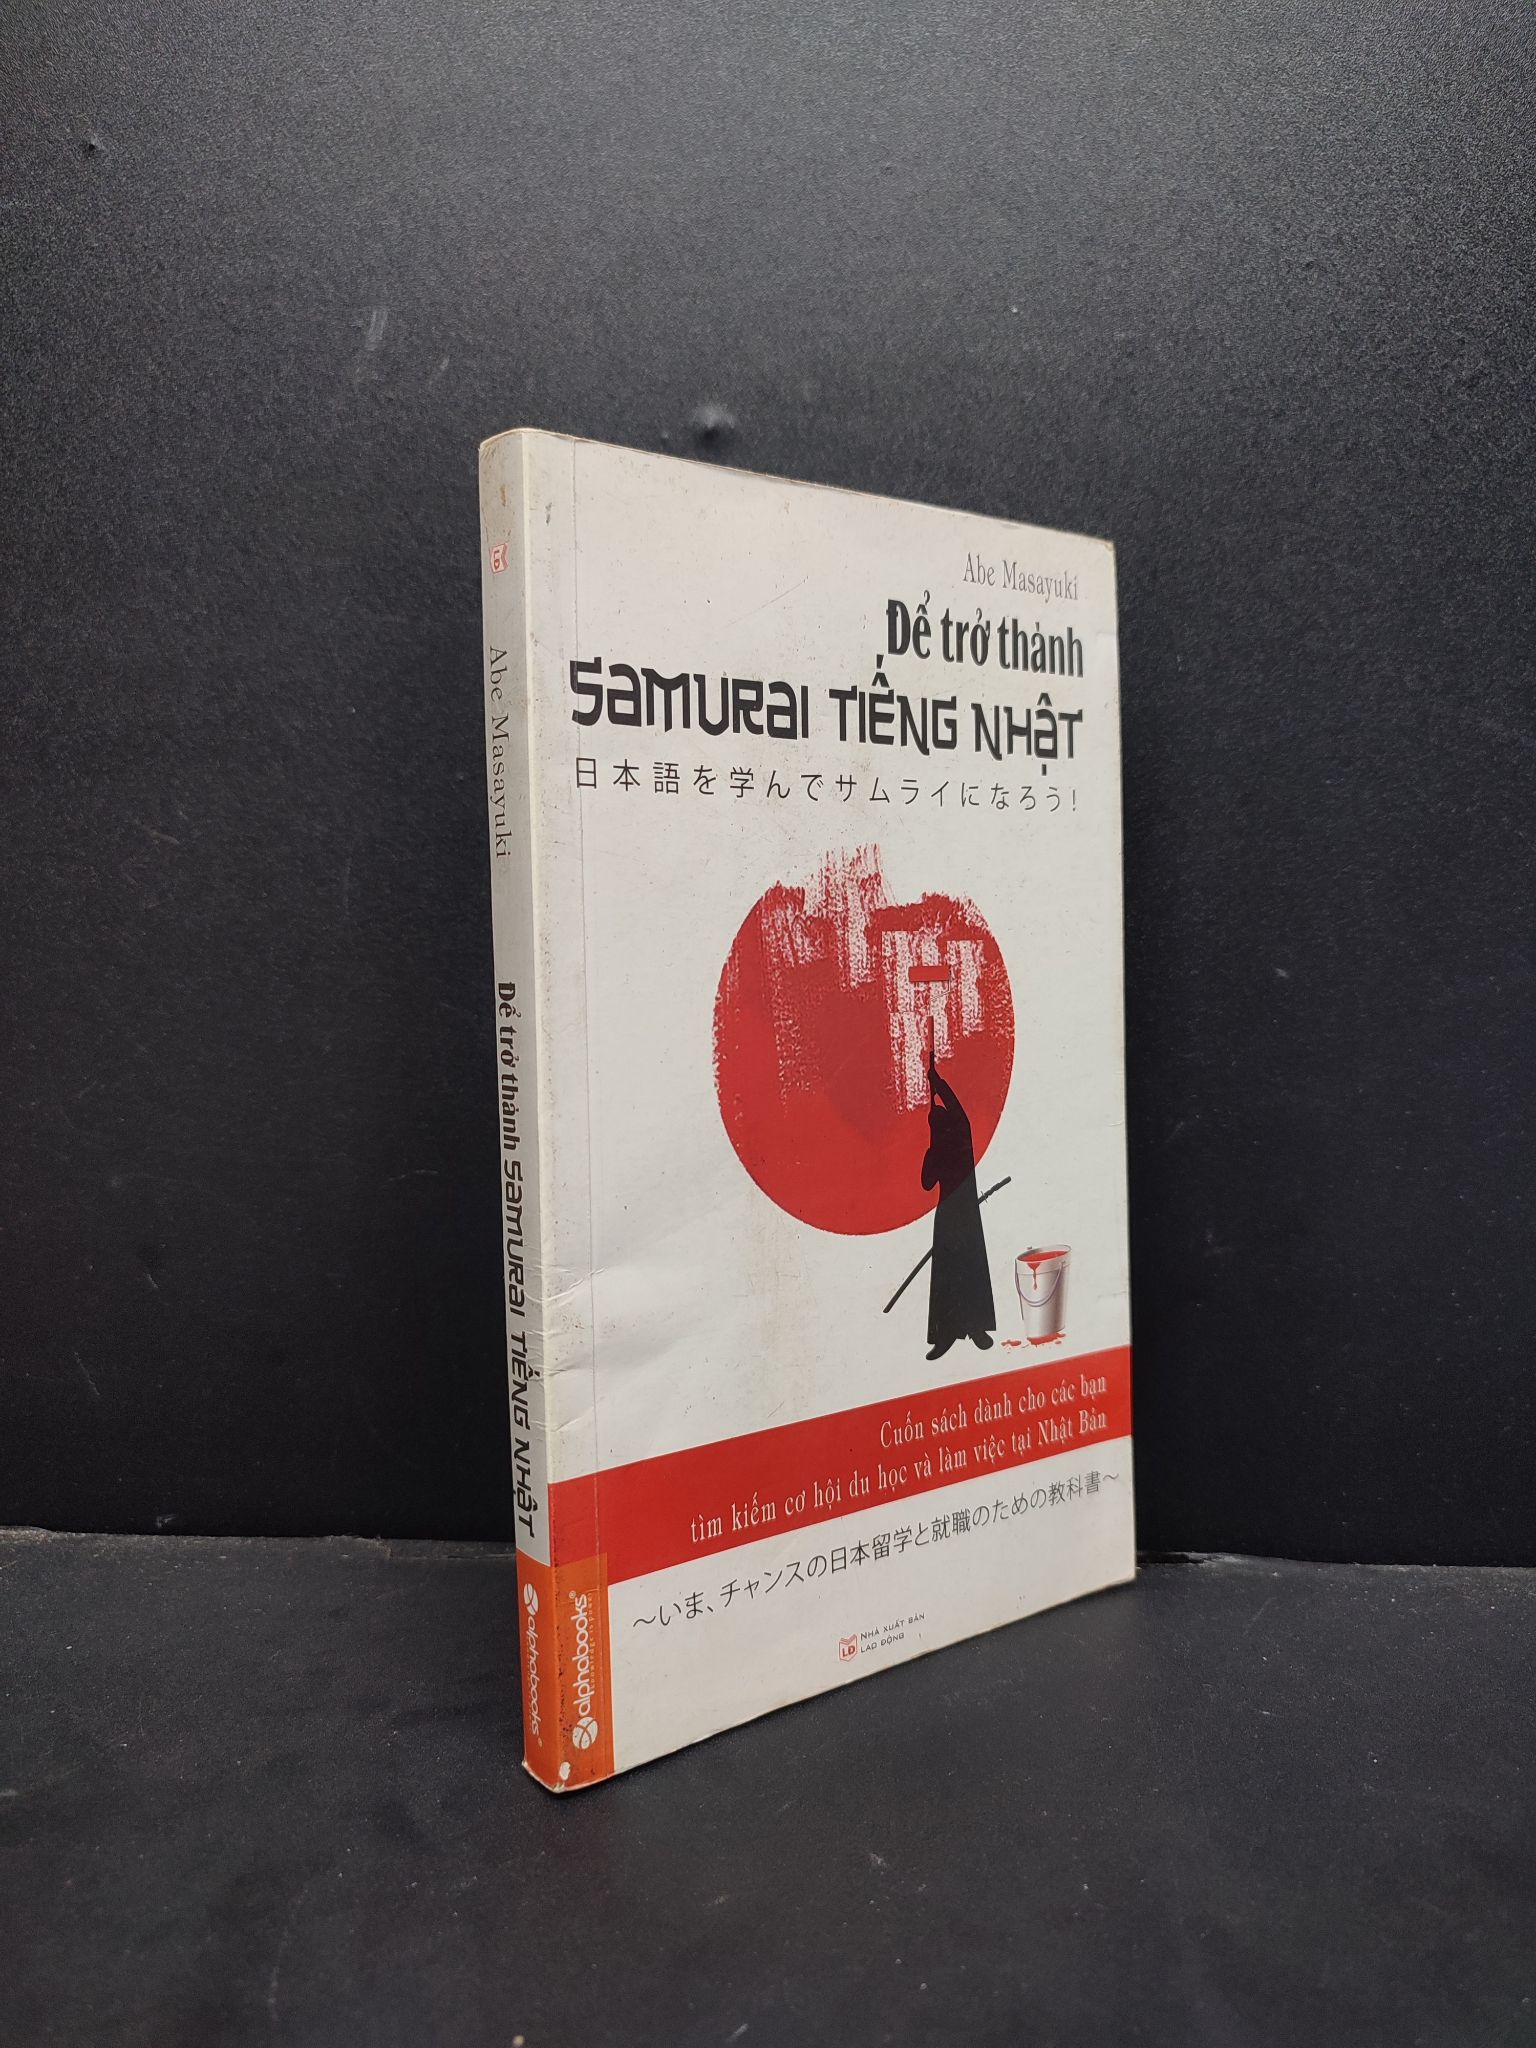 Abe Masayuki
Để trở thành
SAMURAI TIẾNG NHẬT
日本語を学んでサムライになろう!
Cuốn sách dành cho các bạn
tìm kiếm cơ hội du học và làm việc tại Nhật Bản
～いま、チャンスの日本留学と就職のための教科書～
LĐ
NHÀ XUẤT BẢN
LAO ĐỘNG
alphabooks®
LĐ
Abe Masayuki
Để trở thành SAMURAI TIẾNG NHẬT
alphabooks®